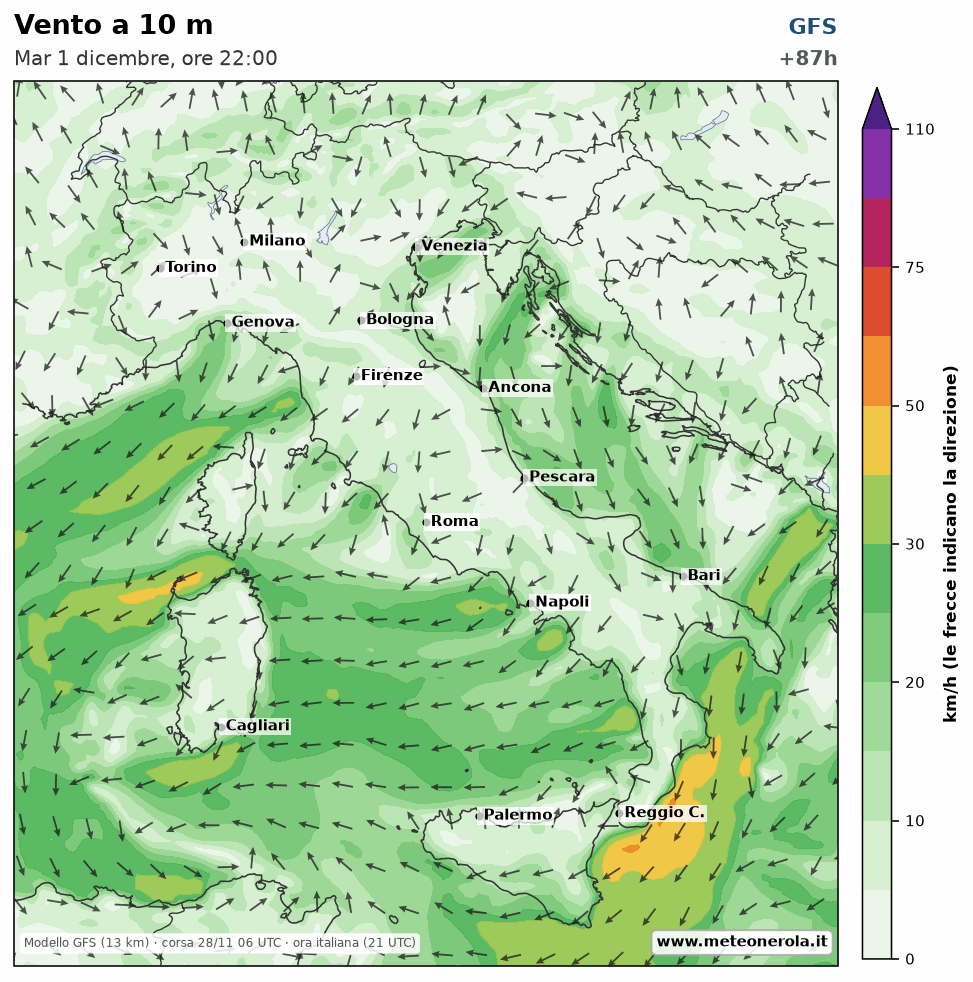 Vento a 10 m
GFS
Mar 1 dicembre, ore 22:00
+87h
110
Milano
Venezia
Torino
75
Genova
Bologna
Firenze
Ancona
50
Pescara
Roma
30
Bari
Napoli
20
Cagliari
Palermo
Reggio C.
10
km/h (le frecce indicano la direzione)
Modello GFS (13 km) · corsa 28/11 06 UTC · ora italiana (21 UTC)
www.meteonerola.it
0